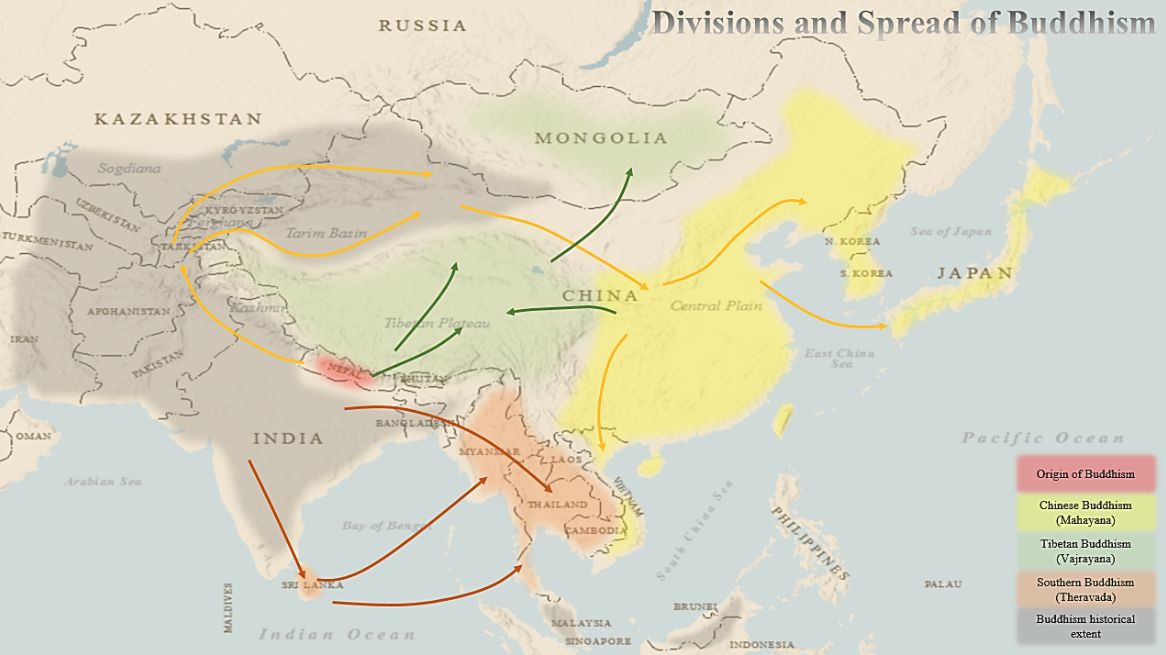 Divisions and Spread of Buddhism
RUSSIA
KAZAKHSTAN
MONGOLIA
Sogdiana
UZBEKISTAN
KYRGYZSTAN
Ferghana
TURKMENISTAN
TAJIKISTAN
Tarim Basin
N. KOREA
Sea of Japan
S. KOREA
JAPAN
CHINA
Central Plain
Kashmir
AFGHANISTAN
Tibetan Plateau
IRAN
PAKISTAN
NEPAL
BHUTAN
East China
Sea
OMAN
INDIA
BANGLADESH
MYANMAR
LAOS
Pacific Ocean
Arabian Sea
Bay of Bengal
THAILAND
VIETNAM
CAMBODIA
South China Sea
PHILIPPINES
SRI LANKA
MALDIVES
PALAU
BRUNEI
MALAYSIA
SINGAPORE
INDONESIA
Indian Ocean
Origin of Buddhism
Chinese Buddhism
(Mahayana)
Tibetan Buddhism
(Vajrayana)
Southern Buddhism
(Theravada)
Buddhism historical
extent